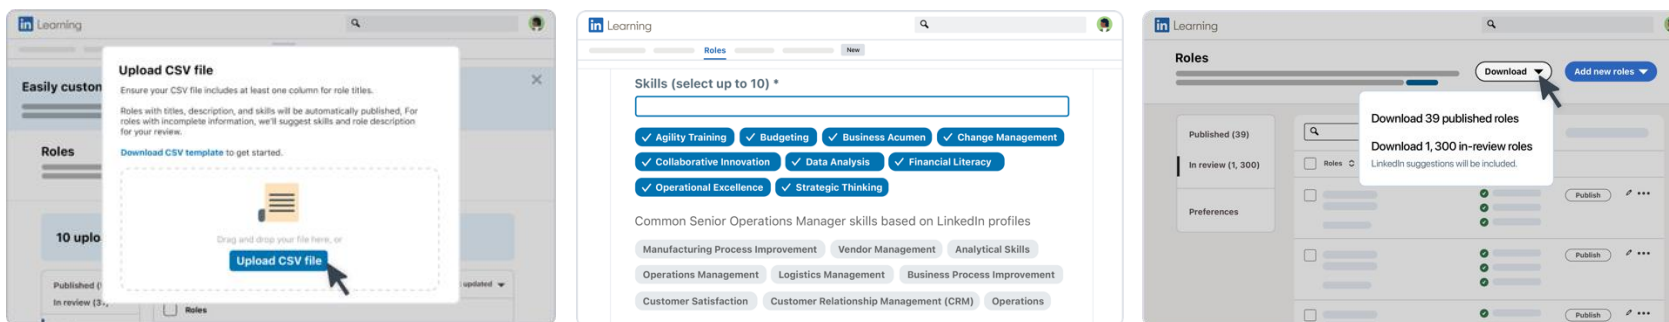 in Learning
Easily custon
Upload CSV file
Ensure your CSV file includes at least one column for role titles.
Roles with titles, description, and skills will be automatically published, For
roles with incomplete information, we'll suggest skills and role description
for your review.
Download CSV template to get started.
Roles
Drag and drop your file here, or
Upload CSV file
10 uplo
Published (
updated
In review (3
Roles
in Learning
Roles
New
Skills (select up to 10) *
Agility Training
Budgeting
Business Acumen
Change Management
Collaborative Innovation
Data Analysis
Financial Literacy
Operational Excellence
Strategic Thinking
Common Senior Operations Manager skills based on LinkedIn profiles
Manufacturing Process Improvement
Vendor Management
Analytical Skills
Operations Management
Logistics Management
Business Process Improvement
Customer Satisfaction
Customer Relationship Management (CRM)
Operations
in Learning
Roles
Download
Add new roles
Download 39 published roles
Download 1, 300 in-review roles
LinkedIn suggestions will be included.
Published (39)
In review (1, 300)
Preferences
Roles
Publish
Publish
Publish